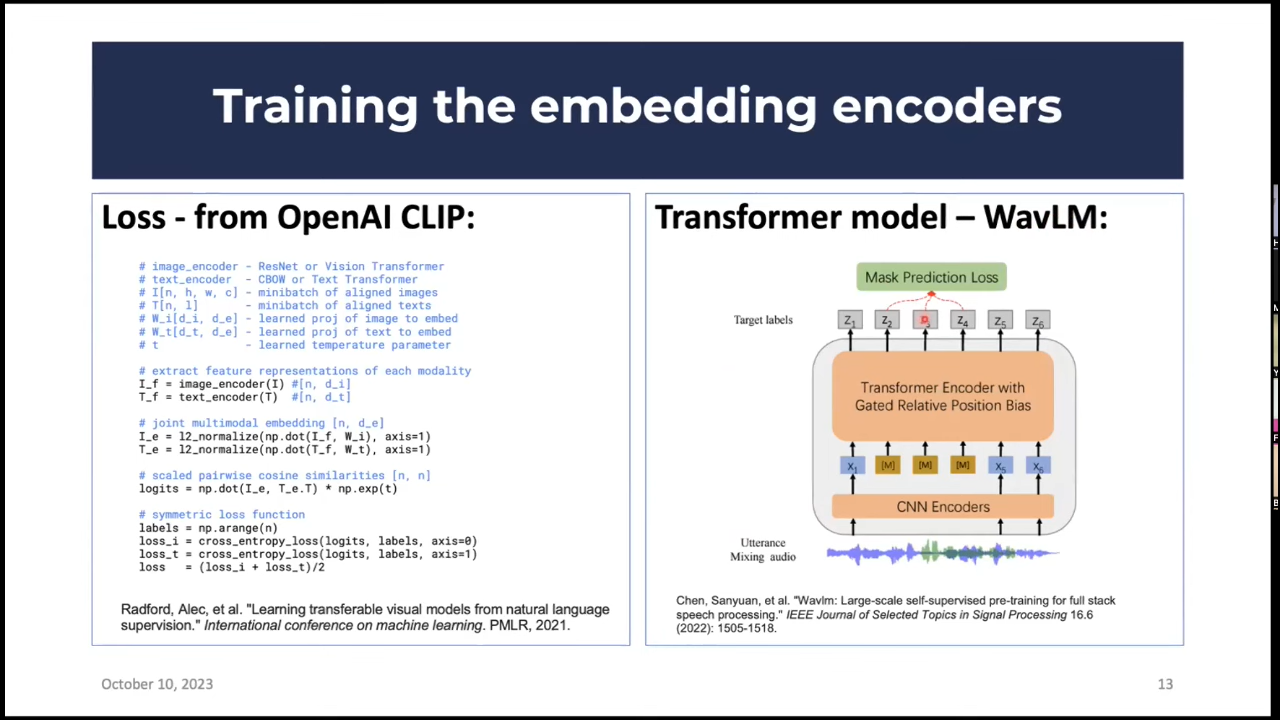 Training the embedding encoders
Loss - from OpenAI CLIP:
# image_encoder - ResNet or Vision Transformer
# text_encoder  - CBOW or Text Transformer
# I[n, h, w, c] - minibatch of aligned images
# T[n, l]       - minibatch of aligned texts
# W_i[d_i, d_e] - learned proj of image to embed
# W_t[d_t, d_e] - learned proj of text to embed
# t             - learned temperature parameter
# extract feature representations of each modality
I_f = image_encoder(I) #[n, d_i]
T_f = text_encoder(T)  #[n, d_t]
# joint multimodal embedding [n, d_e]
I_e = l2_normalize(np.dot(I_f, W_i), axis=1)
T_e = l2_normalize(np.dot(T_f, W_t), axis=1)
# scaled pairwise cosine similarities [n, n]
logits = np.dot(I_e, T_e.T) * np.exp(t)
# symmetric loss function
labels = np.arange(n)
loss_i = cross_entropy_loss(logits, labels, axis=0)
loss_t = cross_entropy_loss(logits, labels, axis=1)
loss   = (loss_i + loss_t)/2
Radford, Alec, et al. "Learning transferable visual models from natural language
supervision." International conference on machine learning. PMLR, 2021.
Transformer model – WavLM:
Mask Prediction Loss
Target labels
Z1 Z2 Z4 Z5 Z6
Transformer Encoder with
Gated Relative Position Bias
X1 [M] [M] [M] X5 X6
CNN Encoders
Utterance
Mixing audio
Chen, Sanyuan, et al. "Wavlm: Large-scale self-supervised pre-training for full stack
speech processing." IEEE Journal of Selected Topics in Signal Processing 16.6
(2022): 1505-1518.
October 10, 2023
13